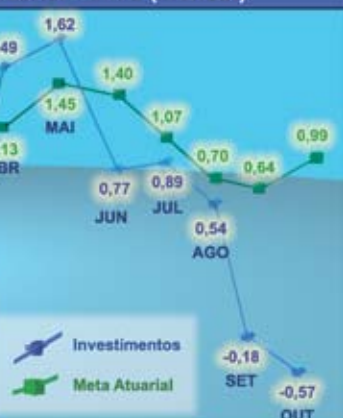 1,62
49
1,40
1,45
1,07
MAI
13
0,99
BR
0,70
0,64
0,77
0,89
JUN
JUL
0,54
AGO
Investimentos
-0,18
SET
Meta Atuarial
-0,57
OUT